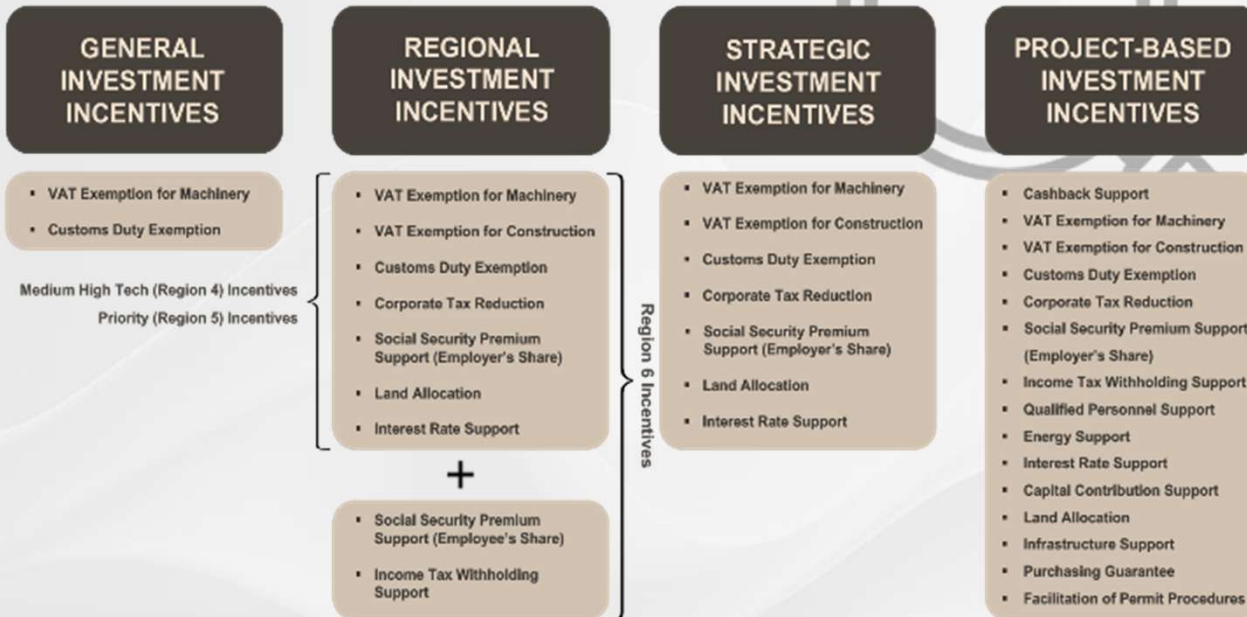 GENERAL
INVESTMENT
INCENTIVES
▪ VAT Exemption for Machinery
▪ Customs Duty Exemption
Medium High Tech (Region 4) Incentives
Priority (Region 5) Incentives
REGIONAL
INVESTMENT
INCENTIVES
▪ VAT Exemption for Machinery
▪ VAT Exemption for Construction
▪ Customs Duty Exemption
▪ Corporate Tax Reduction
▪ Social Security Premium
Support (Employer's Share)
▪ Land Allocation
▪ Interest Rate Support
+
▪ Social Security Premium
Support (Employee's Share)
▪ Income Tax Withholding
Support
Region 6 Incentives
STRATEGIC
INVESTMENT
INCENTIVES
▪ VAT Exemption for Machinery
▪ VAT Exemption for Construction
▪ Customs Duty Exemption
▪ Corporate Tax Reduction
▪ Social Security Premium
Support (Employer's Share)
▪ Land Allocation
▪ Interest Rate Support
PROJECT-BASED
INVESTMENT
INCENTIVES
▪ Cashback Support
▪ VAT Exemption for Machinery
▪ VAT Exemption for Construction
▪ Customs Duty Exemption
▪ Corporate Tax Reduction
▪ Social Security Premium Support
(Employer's Share)
▪ Income Tax Withholding Support
▪ Qualified Personnel Support
▪ Energy Support
▪ Interest Rate Support
▪ Capital Contribution Support
▪ Land Allocation
▪ Infrastructure Support
▪ Purchasing Guarantee
▪ Facilitation of Permit Procedures